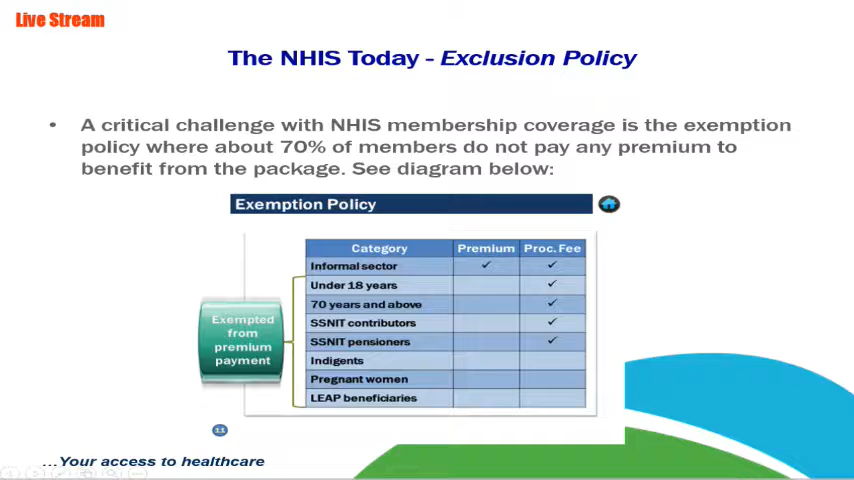 Live Stream
The NHIS Today - Exclusion Policy
• A critical challenge with NHIS membership coverage is the exemption
policy where about 70% of members do not pay any premium to
benefit from the package. See diagram below:
Exemption Policy
Category Premium Proc. Fee
Informal sector ✓ ✓
Under 18 years ✓
70 years and above ✓
SSNIT contributors ✓
SSNIT pensioners ✓
Indigents
Pregnant women
LEAP beneficiaries
Exempted
from
premium
payment
11
...Your access to healthcare